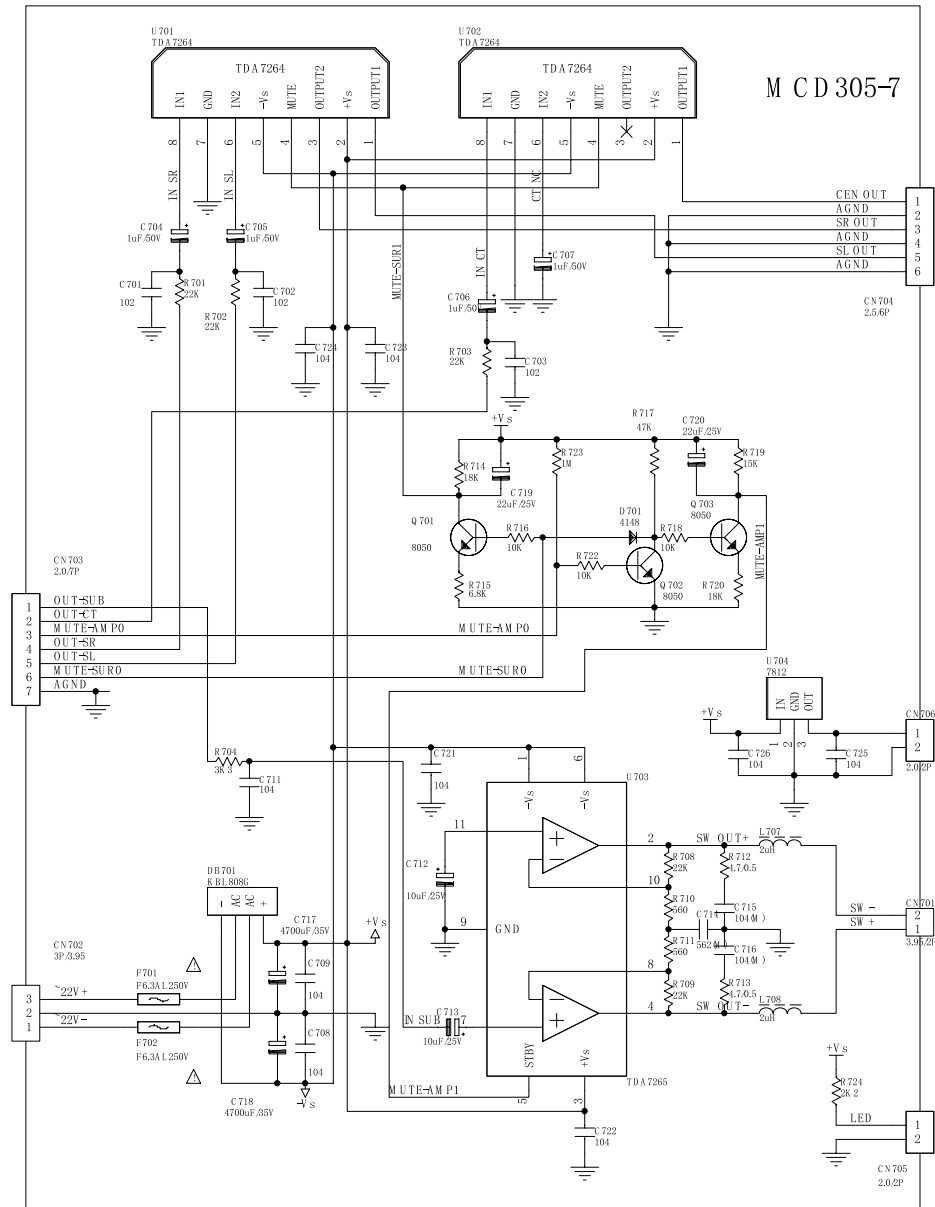 U701
TDA7264
TDA7264
IN1
GND
IN2
-Vs
MUTE
OUTPUT2
+Vs
OUTPUT1
8
7
6
5
4
3
2
1
U702
TDA7264
TDA7264
IN1
GND
IN2
-Vs
MUTE
OUTPUT2
+Vs
OUTPUT1
8
7
6
5
4
3
2
1
MCD305-7
IN SR
IN SL
CT NC
IN CT
MUTE-SUR1
C704
1uF/50V
C705
1uF/50V
C701
102
R701
22K
R702
22K
C702
102
C724
104
C723
104
C706
1uF/50V
C707
1uF/50V
R703
22K
C703
102
CEN OUT
AGND
SR OUT
AGND
SL OUT
AGND
1
2
3
4
5
6
CN704
2.5/6P
+Vs
R714
18K
C719
22uF/25V
R723
1M
R717
47K
C720
22uF/25V
R719
15K
Q701
8050
R716
10K
D701
4148
R718
10K
Q703
8050
R722
10K
R715
6.8K
Q702
8050
R720
18K
MUTE-AMP1
CN703
2.0/7P
1
2
3
4
5
6
7
OUT-SUB
OUT-CT
MUTE-AMP0
OUT-SR
OUT-SL
MUTE-SUR0
AGND
MUTE-AMP0
MUTE-SUR0
U704
7812
IN
GND
OUT
1
2
3
+Vs
C726
104
C725
104
CN706
1
2
2.0/2P
R704
3K3
C711
104
C721
104
U703
1
6
-Vs
-Vs
11
2
10
9
GND
8
7
4
STBY
+Vs
5
3
TDA7265
C712
10uF/25V
C713
10uF/25V
IN SUB
SW OUT+
SW OUT-
R708
22K
R710
560
R711
560
R709
22K
R712
4.7/0.5
C715
104(M)
C714
562(M)
C716
104(M)
R713
4.7/0.5
L707
2uH
L708
2uH
SW-
SW+
CN701
2
1
3.95/2P
DB701
KBL808G
-
AC
AC
+
C717
4700uF/35V
+Vs
CN702
3P/3.95
3
2
1
~22V+
~22V-
F701
F6.3AL250V
F702
F6.3AL250V
C709
104
C708
104
C718
4700uF/35V
-Vs
MUTE-AMP1
C722
104
+Vs
R724
2K2
LED
1
2
CN705
2.0/2P